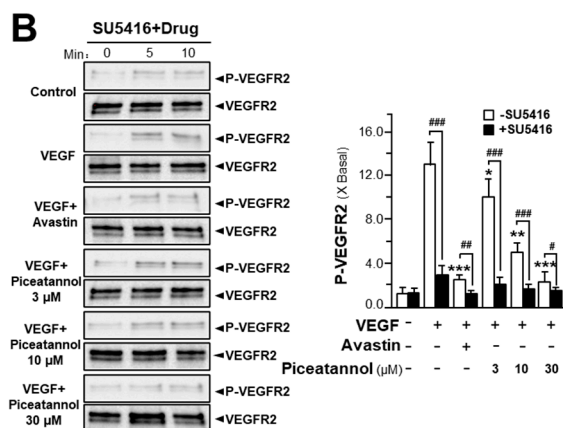 B
SU5416+Drug
Min: 0 5 10
Control
P-VEGFR2
VEGFR2
VEGF
P-VEGFR2
VEGFR2
VEGF+
Avastin
P-VEGFR2
VEGFR2
VEGF+
Piceatannol
3 μM
P-VEGFR2
VEGFR2
VEGF+
Piceatannol
10 μM
P-VEGFR2
VEGFR2
VEGF+
Piceatannol
30 μM
P-VEGFR2
VEGFR2
P-VEGFR2 (X Basal)
-SU5416
+SU5416
16.0
12.0
8.0
4.0
0.0
### ## ### ### #
*** * ** ***
VEGF - + + + + +
Avastin - - + - - -
Piceatannol (μM) - - - 3 10 30